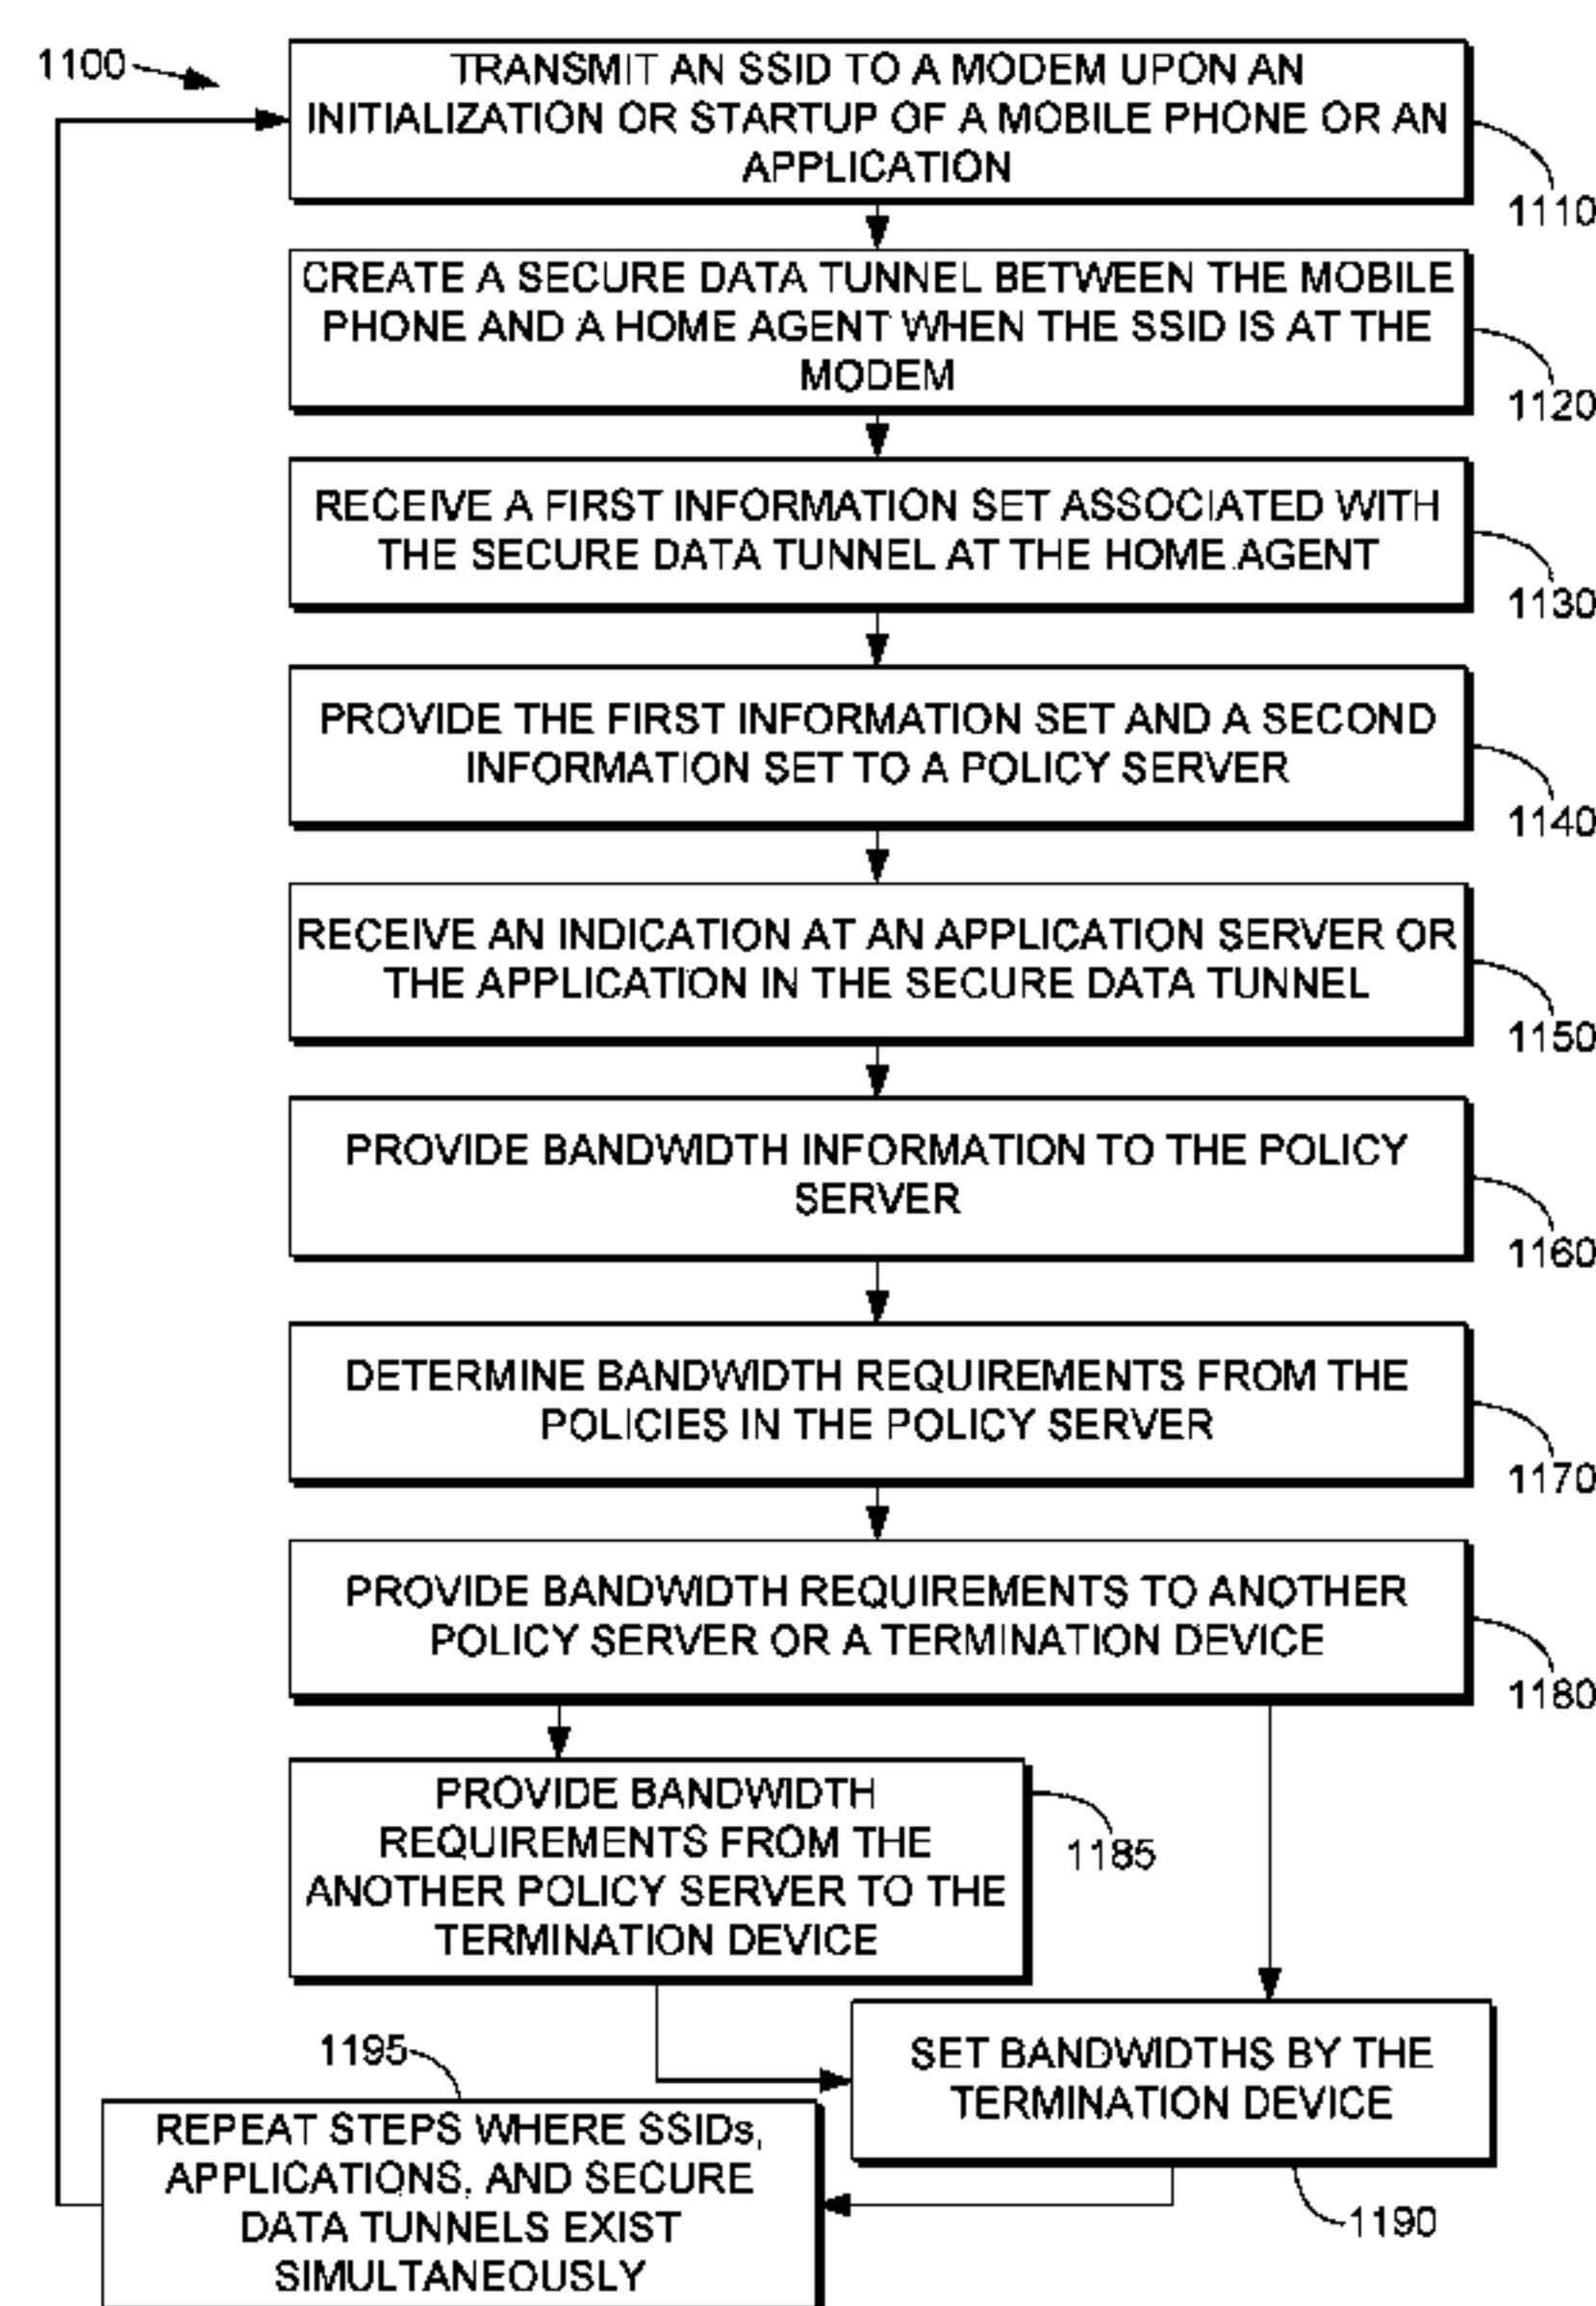 1100
TRANSMIT AN SSID TO A MODEM UPON AN
INITIALIZATION OR STARTUP OF A MOBILE PHONE OR AN
APPLICATION
1110
CREATE A SECURE DATA TUNNEL BETWEEN THE MOBILE
PHONE AND A HOME AGENT WHEN THE SSID IS AT THE
MODEM
1120
RECEIVE A FIRST INFORMATION SET ASSOCIATED WITH
THE SECURE DATA TUNNEL AT THE HOME AGENT
1130
PROVIDE THE FIRST INFORMATION SET AND A SECOND
INFORMATION SET TO A POLICY SERVER
1140
RECEIVE AN INDICATION AT AN APPLICATION SERVER OR
THE APPLICATION IN THE SECURE DATA TUNNEL
1150
PROVIDE BANDWIDTH INFORMATION TO THE POLICY
SERVER
1160
DETERMINE BANDWIDTH REQUIREMENTS FROM THE
POLICIES IN THE POLICY SERVER
1170
PROVIDE BANDWIDTH REQUIREMENTS TO ANOTHER
POLICY SERVER OR A TERMINATION DEVICE
1180
PROVIDE BANDWIDTH
REQUIREMENTS FROM THE
ANOTHER POLICY SERVER TO THE
TERMINATION DEVICE
1185
SET BANDWIDTHS BY THE
TERMINATION DEVICE
1190
1195
REPEAT STEPS WHERE SSIDs,
APPLICATIONS, AND SECURE
DATA TUNNELS EXIST
SIMULTANEOUSLY